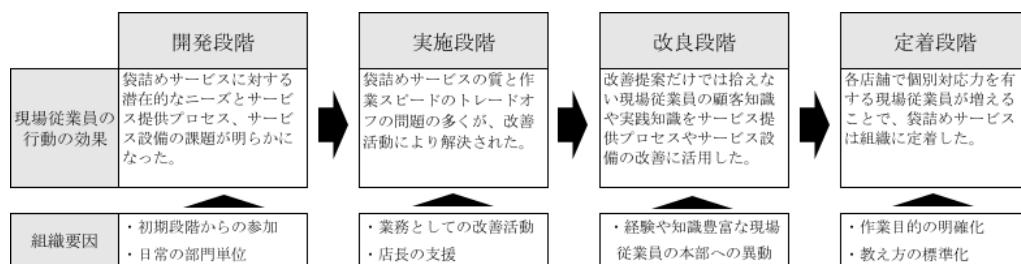 開発段階
実施段階
改良段階
定着段階
現場従業員の
行動の効果
袋詰めサービスに対する
潜在的なニーズとサービ
ス提供プロセス、サービ
ス設備の課題が明らかに
なった。
袋詰めサービスの質と作
業スピードのトレードオ
フの問題の多くが、改善
活動により解決された。
改善提案だけでは拾えな
い現場従業員の顧客知識
や実践知識をサービス提
供プロセスやサービス設
備の改善に活用した。
各店舗で個別対応力を有
する現場従業員が増える
ことで、袋詰めサービス
は組織に定着した。
組織要因
・初期段階からの参加
・日常の部門単位
・業務としての改善活動
・店長の支援
・経験や知識豊富な現場
従業員の本部への異動
・作業目的の明確化
・教え方の標準化